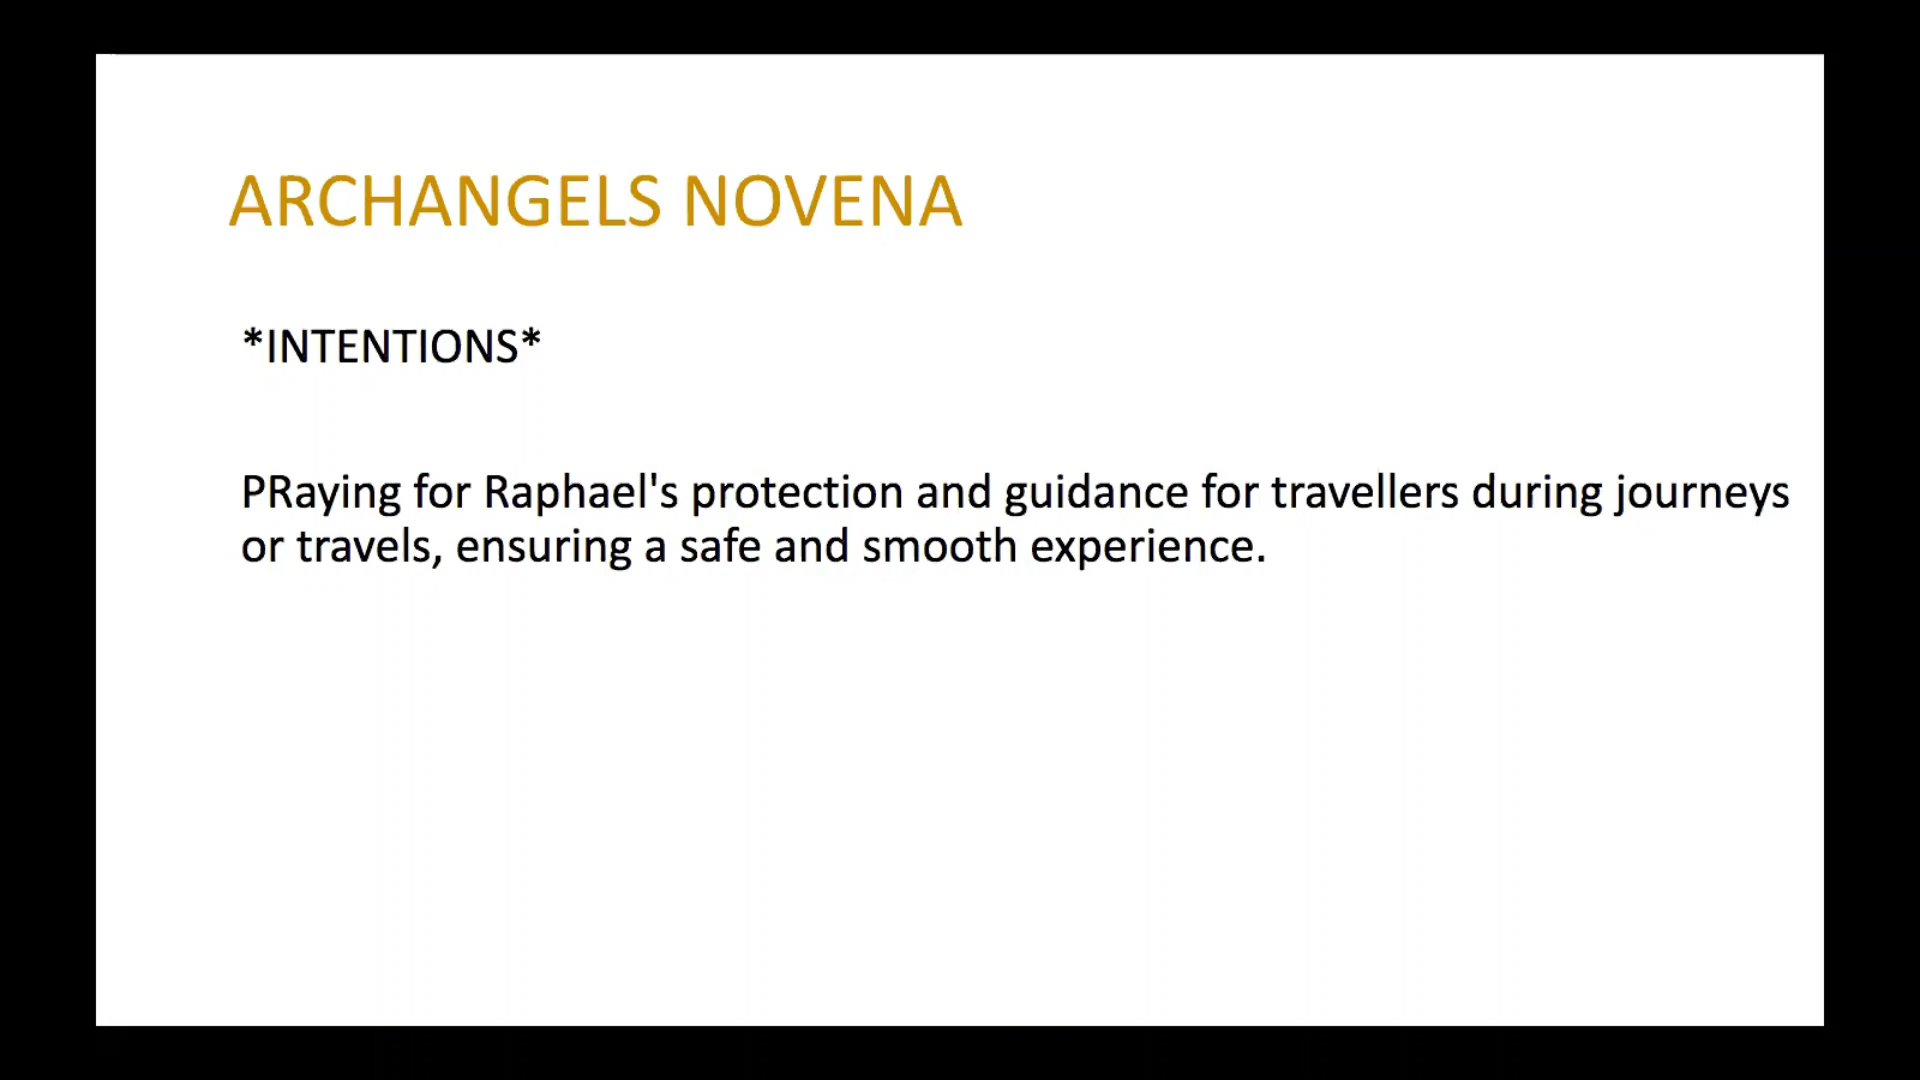 ARCHANGELS NOVENA
*INTENTIONS*
PRaying for Raphael's protection and guidance for travellers during journeys
or travels, ensuring a safe and smooth experience.